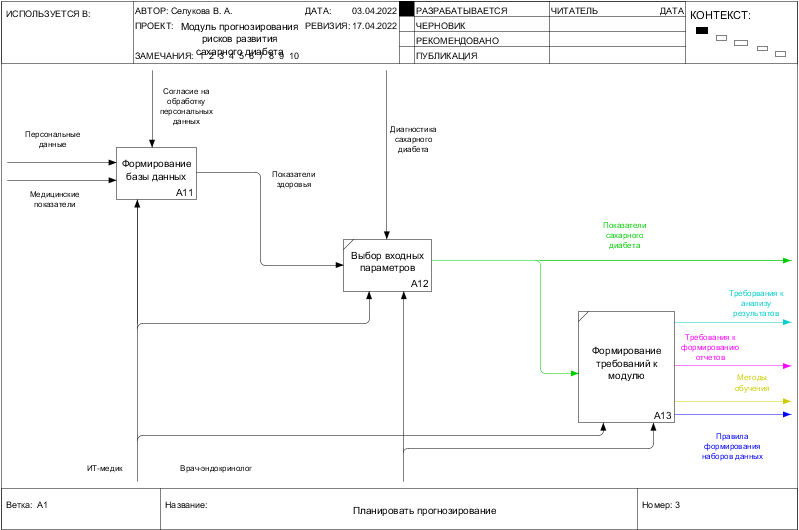 ИСПОЛЬЗУЕТСЯ В:
АВТОР: Селукова В. А.
ДАТА: 03.04.2022
ПРОЕКТ: Модуль прогнозирования
рисков развития
сахарного диабета
РЕВИЗИЯ: 17.04.2022
ЗАМЕЧАНИЯ: 1 2 3 4 5 6 7 8 9 10
РАЗРАБАТЫВАЕТСЯ
ЧЕРНОВИК
РЕКОМЕНДОВАНО
ПУБЛИКАЦИЯ
ЧИТАТЕЛЬ
ДАТА
КОНТЕКСТ:
Согласие на
обработку
персональных
данных
Персональные
данные
Медицинские
показатели
Формирование
базы данных
A11
Показатели
здоровья
Диагностика
сахарного
диабета
Выбор входных
параметров
A12
Показатели
сахарного
диабета
Формирование
требований к
модулю
A13
Треборвания к
анализу
результатов
Требования к
формированию
отчетов
Методы
обучения
Правила
формирования
наборов данных
ИТ-медик
Врач-эндокринолог
Ветка: A1
Название:
Планировать прогнозирование
Номер: 3